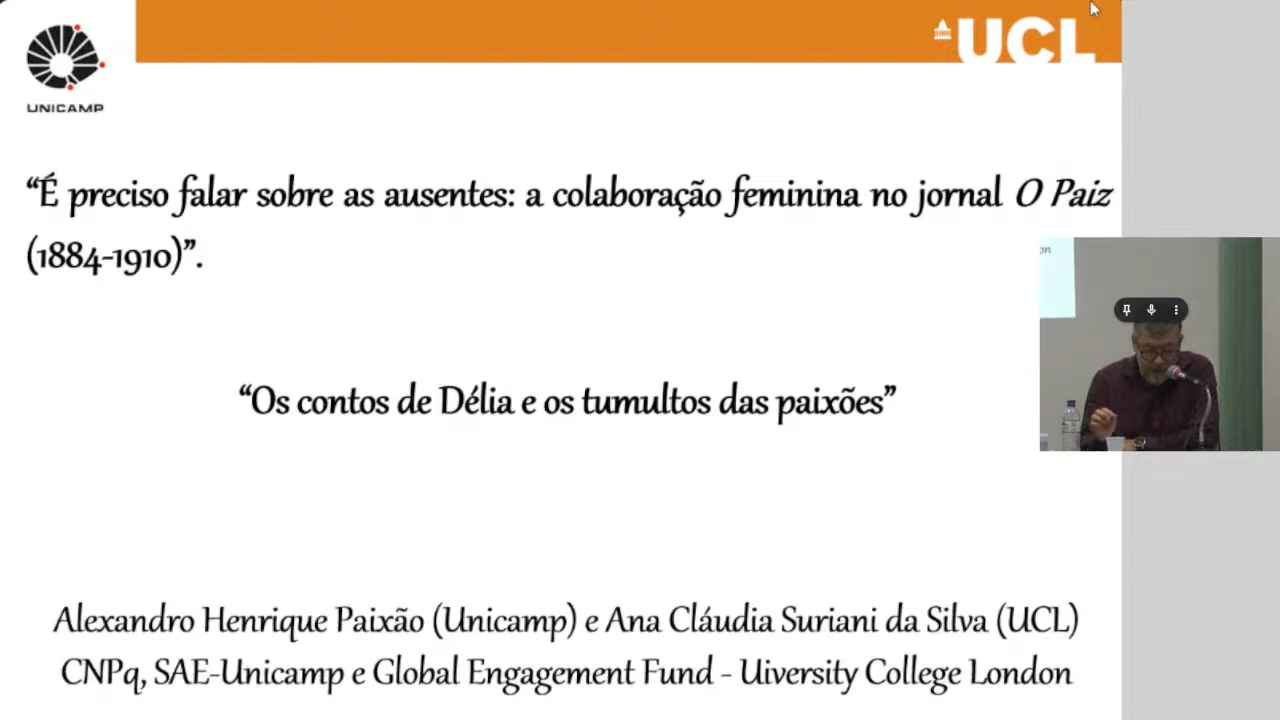 UNICAMP
UCL
“É preciso falar sobre as ausentes: a colaboração feminina no jornal O Paiz
(1884-1910)”.
“Os contos de Délia e os tumultos das paixões”
Alexandro Henrique Paixão (Unicamp) e Ana Cláudia Suriani da Silva (UCL)
CNPq, SAE-Unicamp e Global Engagement Fund - Uiversity College London